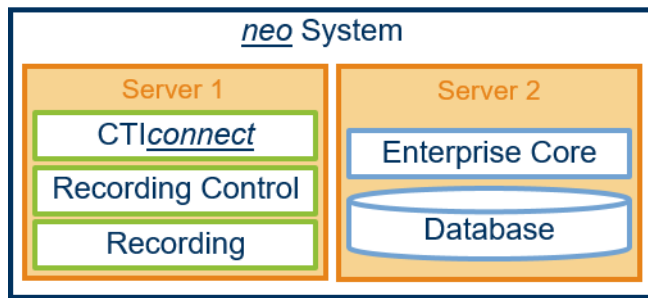 neo System
Server 1
CTIconnect
Recording Control
Recording
Server 2
Enterprise Core
Database